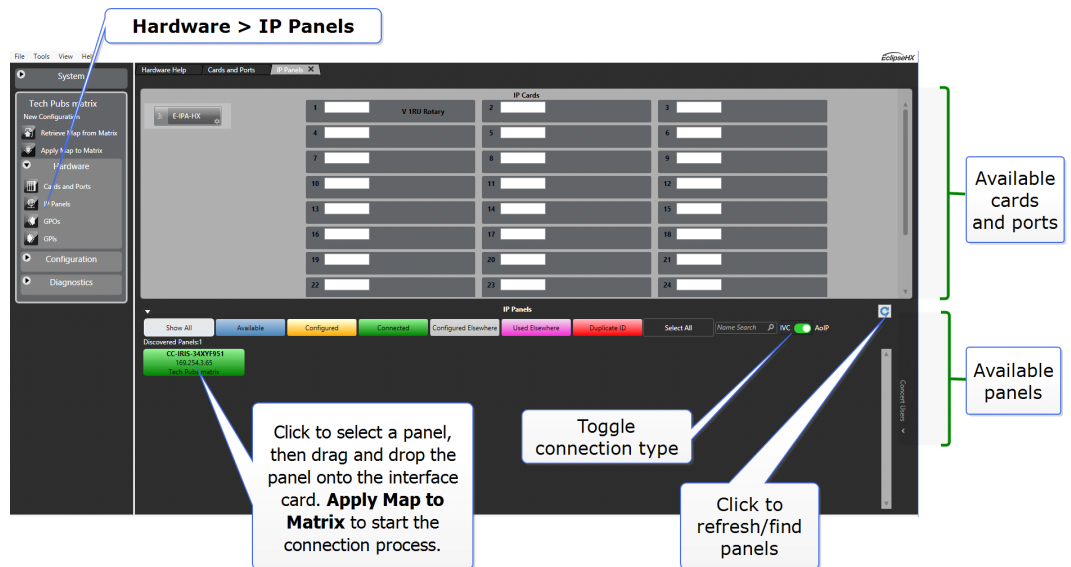 Hardware > IP Panels
File Tools View Help
EclipseHX
System
Hardware Help Cards and Ports IP Panels X
Tech Pubs matrix
New Configuration
Retrieve Map from Matrix
Apply Map to Matrix
Hardware
Cards and Ports
IP Panels
GPOs
GPIs
Configuration
Diagnostics
IP Cards
E-IPA-HX
1 V 1RU Rotary 2 3
4 5 6
7 8 9
10 11 12
13 14 15
16 17 18
19 20 21
22 23 24
Available
cards
and ports
IP Panels
Show All Available Configured Connected Configured Elsewhere Used Elsewhere Duplicate ID Select All Name Search IVC AoIP
Discovered Panels:1
CC-IRIS-34XYF951
169.254.3.65
Tech Pubs matrix
Concert Users
Available
panels
Click to select a panel,
then drag and drop the
panel onto the interface
card. Apply Map to
Matrix to start the
connection process.
Toggle
connection type
Click to
refresh/find
panels